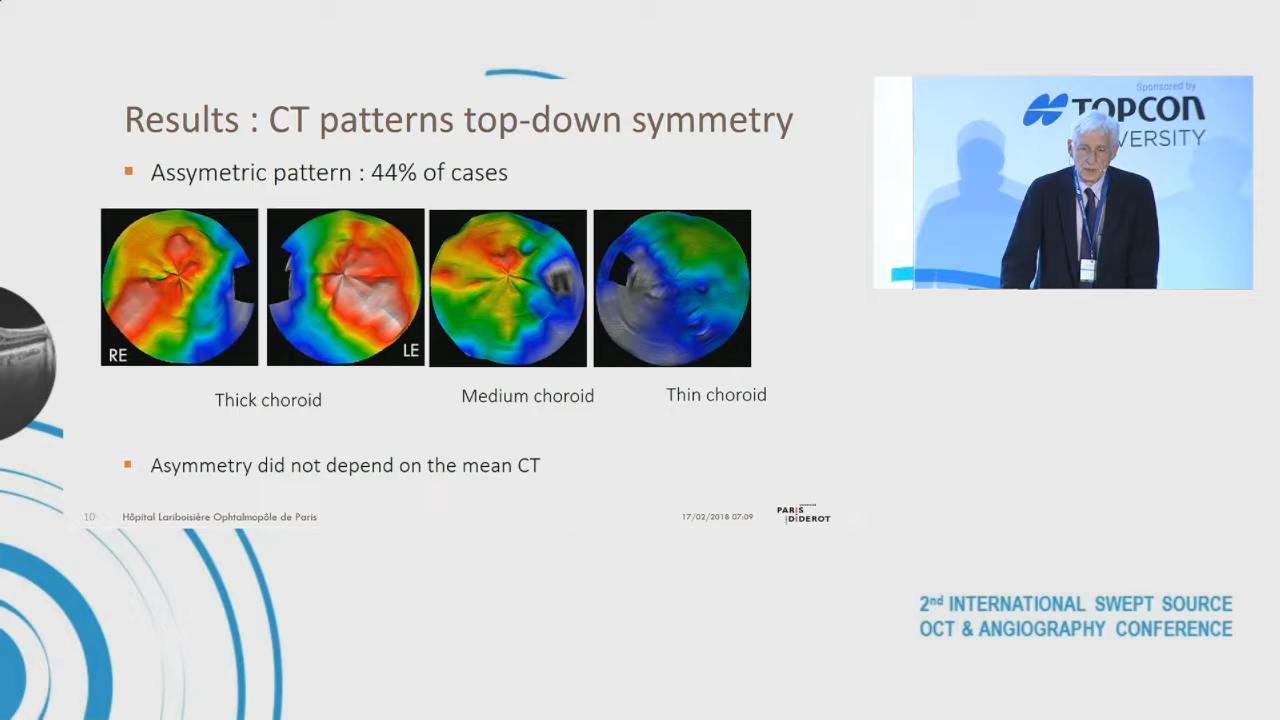 Results : CT patterns top-down symmetry
Assymetric pattern : 44% of cases
RE
LE
Thick choroid
Medium choroid
Thin choroid
Asymmetry did not depend on the mean CT
10
Hôpital Lariboisière Ophtalmopôle de Paris
17/02/2018 07:09
PARIS
DIDEROT
Sponsored by
TOPCON
VERSITY
2nd INTERNATIONAL SWEPT SOURCE
OCT & ANGIOGRAPHY CONFERENCE